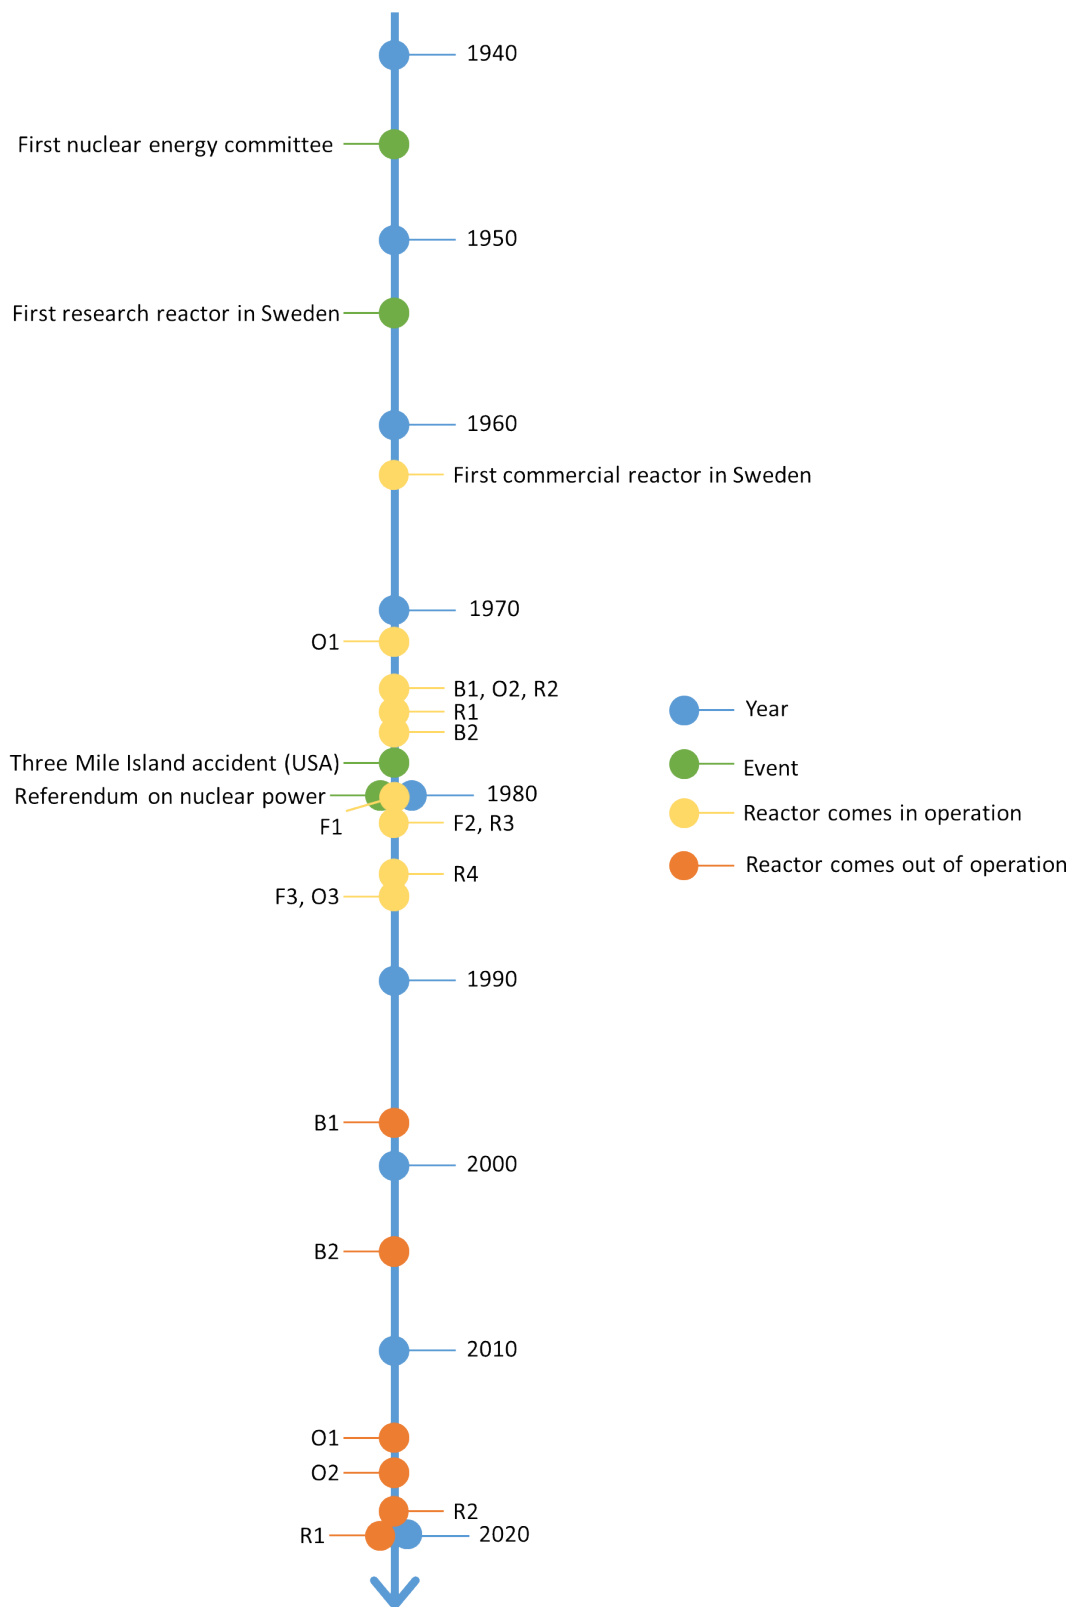 1940
First nuclear energy committee
1950
First research reactor in Sweden
1960
First commercial reactor in Sweden
1970
O1
B1, O2, R2
R1
B2
Three Mile Island accident (USA)
Referendum on nuclear power
1980
F1
F2, R3
R4
F3, O3
1990
B1
2000
B2
2010
O1
O2
R2
R1
2020
Year
Event
Reactor comes in operation
Reactor comes out of operation